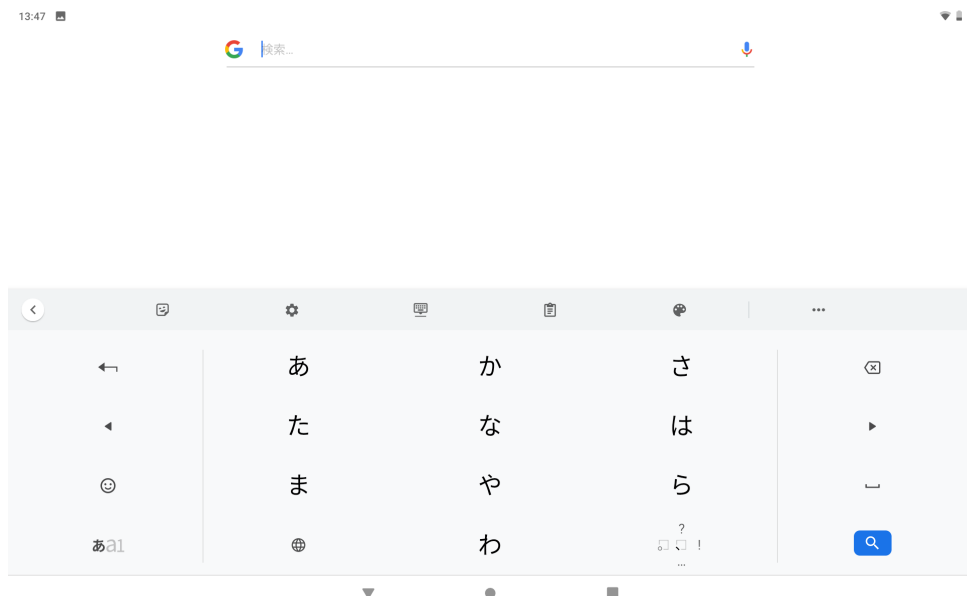 13:47
検索...
あ か さ
た な は
ま や ら
?
あa1 わ 。、!
...